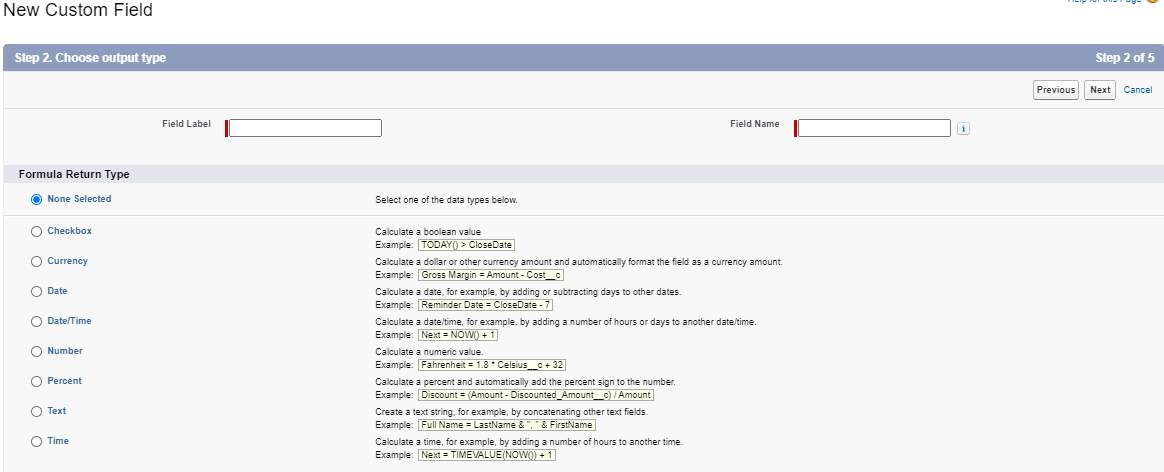 Help for this Page
New Custom Field
Step 2. Choose output type Step 2 of 5
Previous Next Cancel
Field Label Field Name i
Formula Return Type
None Selected Select one of the data types below.
Checkbox Calculate a boolean value
Example: TODAY() > CloseDate
Currency Calculate a dollar or other currency amount and automatically format the field as a currency amount.
Example: Gross Margin = Amount - Cost__c
Date Calculate a date, for example, by adding or subtracting days to other dates.
Example: Reminder Date = CloseDate - 7
Date/Time Calculate a date/time, for example, by adding a number of hours or days to another date/time.
Example: Next = NOW() + 1
Number Calculate a numeric value.
Example: Fahrenheit = 1.8 * Celsius__c + 32
Percent Calculate a percent and automatically add the percent sign to the number.
Example: Discount = (Amount - Discounted_Amount__c) / Amount
Text Create a text string, for example, by concatenating other text fields.
Example: Full Name = LastName & ", " & FirstName
Time Calculate a time, for example, by adding a number of hours to another time.
Example: Next = TIMEVALUE(NOW()) + 1